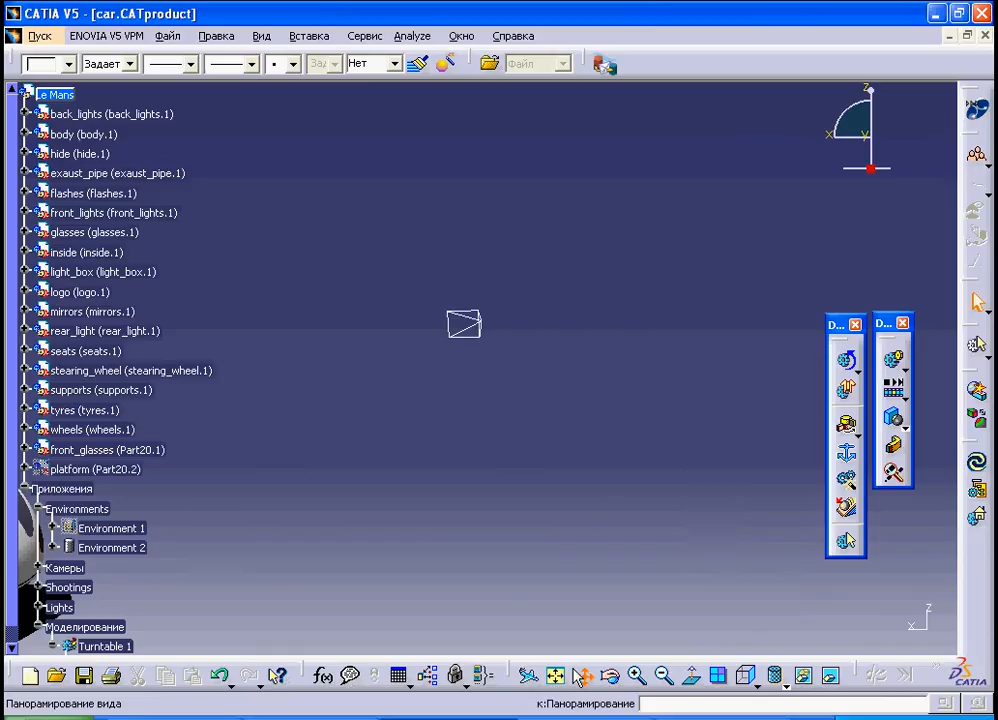 CATIA V5 - [car.CATproduct]
Пуск ENOVIA V5 VPM Файл Правка Вид Вставка Сервис Analyze Окно Справка
Задает Зад Нет Файл
Le Mans
back_lights (back_lights.1)
body (body.1)
hide (hide.1)
exaust_pipe (exaust_pipe.1)
flashes (flashes.1)
front_lights (front_lights.1)
glasses (glasses.1)
inside (inside.1)
light_box (light_box.1)
logo (logo.1)
mirrors (mirrors.1)
rear_light (rear_light.1)
seats (seats.1)
stearing_wheel (stearing_wheel.1)
supports (supports.1)
tyres (tyres.1)
wheels (wheels.1)
front_glasses (Part20.1)
platform (Part20.2)
Приложения
Environments
Environment 1
Environment 2
Камеры
Shootings
Lights
Моделирование
Turntable 1
z
x y
D... D...
z
x
f(x)
DS CATIA
Панорамирование вида к:Панорамирование